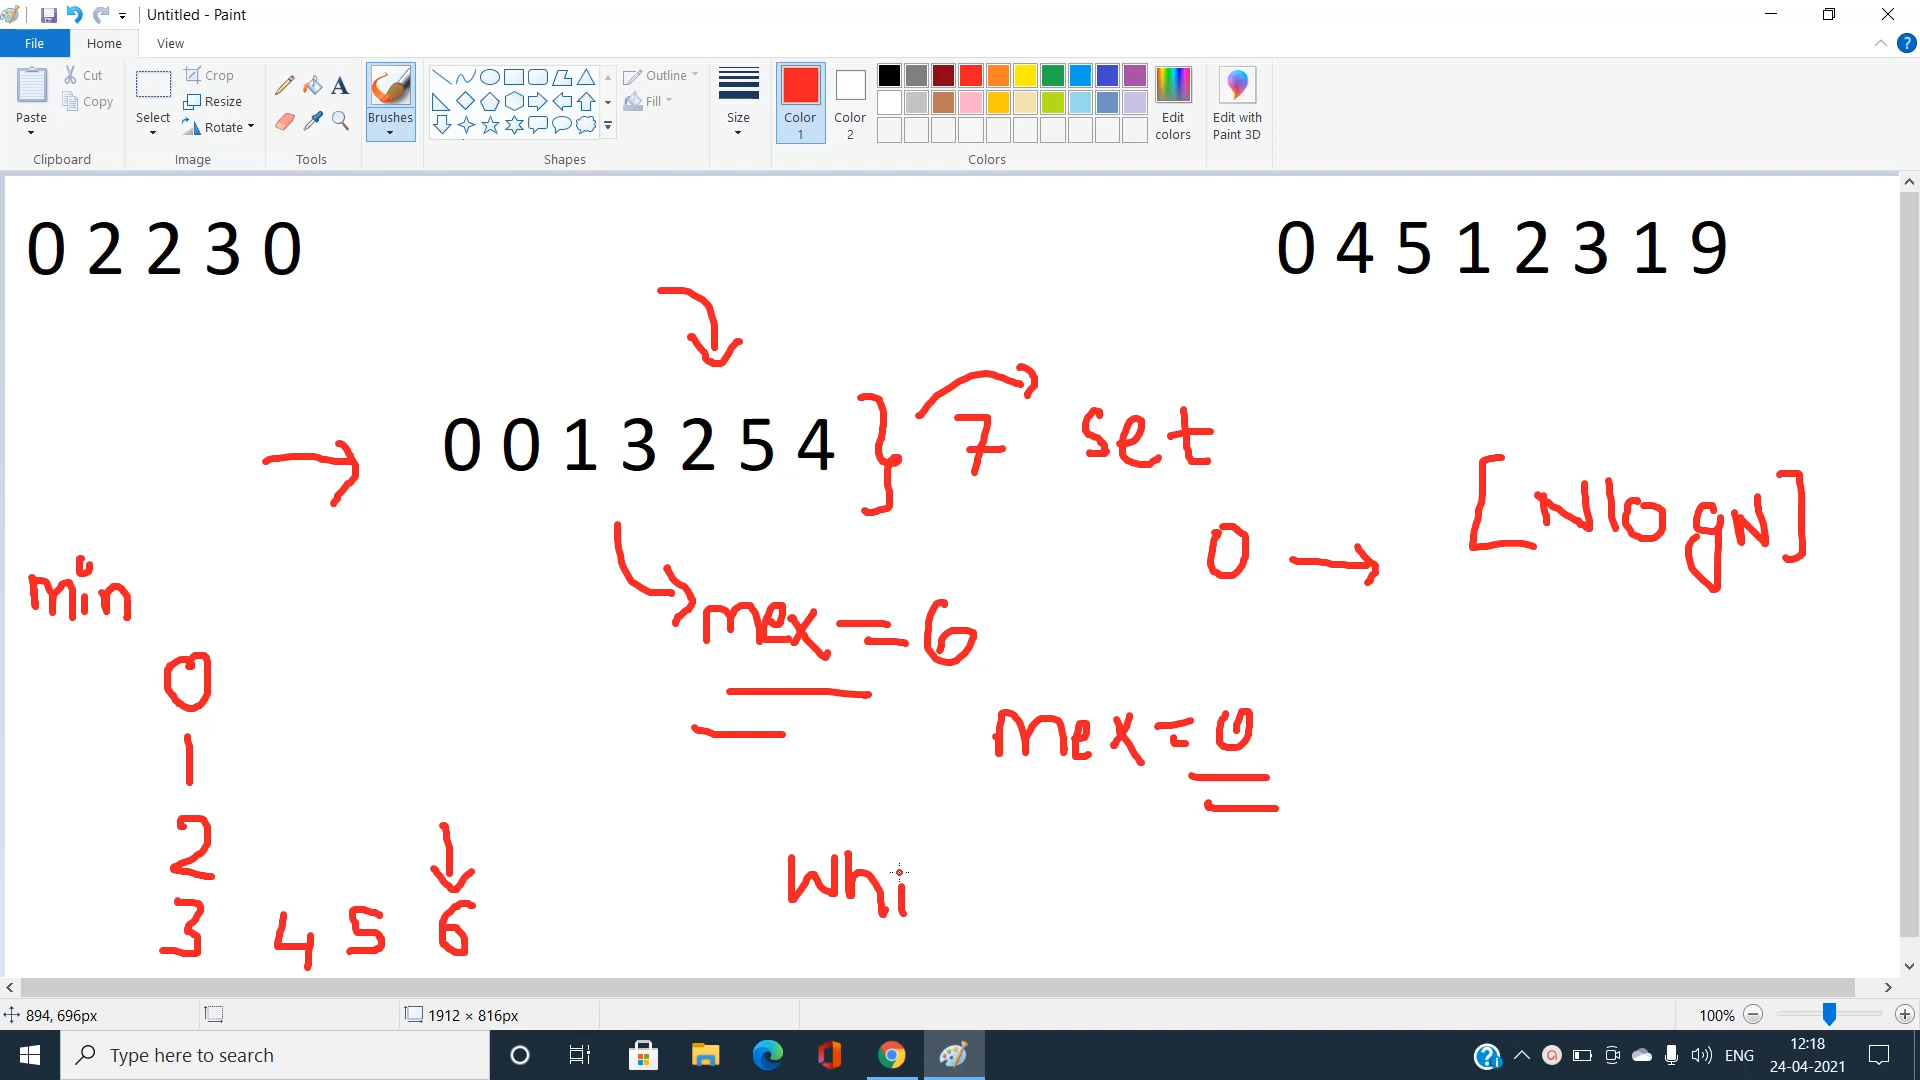 Untitled - Paint
File Home View
Cut
Copy
Paste
Clipboard
Crop
Resize
Rotate
Select
Image
Tools
Brushes
Outline
Fill
Shapes
Size
Color 1
Color 2
Edit colors
Edit with Paint 3D
Colors
0 2 2 3 0
0 4 5 1 2 3 1 9
0 0 1 3 2 5 4 } 7 set
0 → [NlogN]
min
mex = 6
mex = 0
0
1
2
3 4 5 6
Whi
894, 696px
1912 × 816px
100%
Type here to search
ENG
12:18
24-04-2021